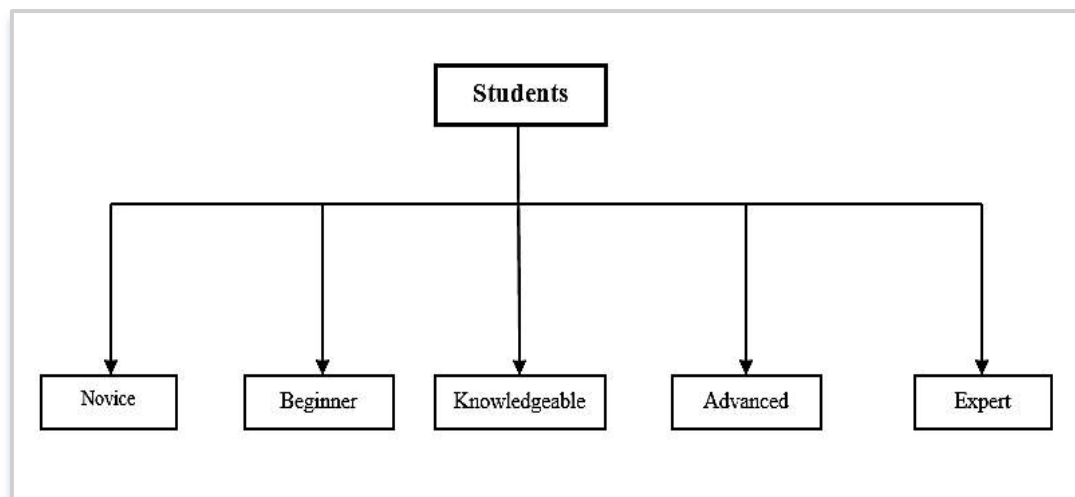 Students
Novice
Beginner
Knowledgeable
Advanced
Expert